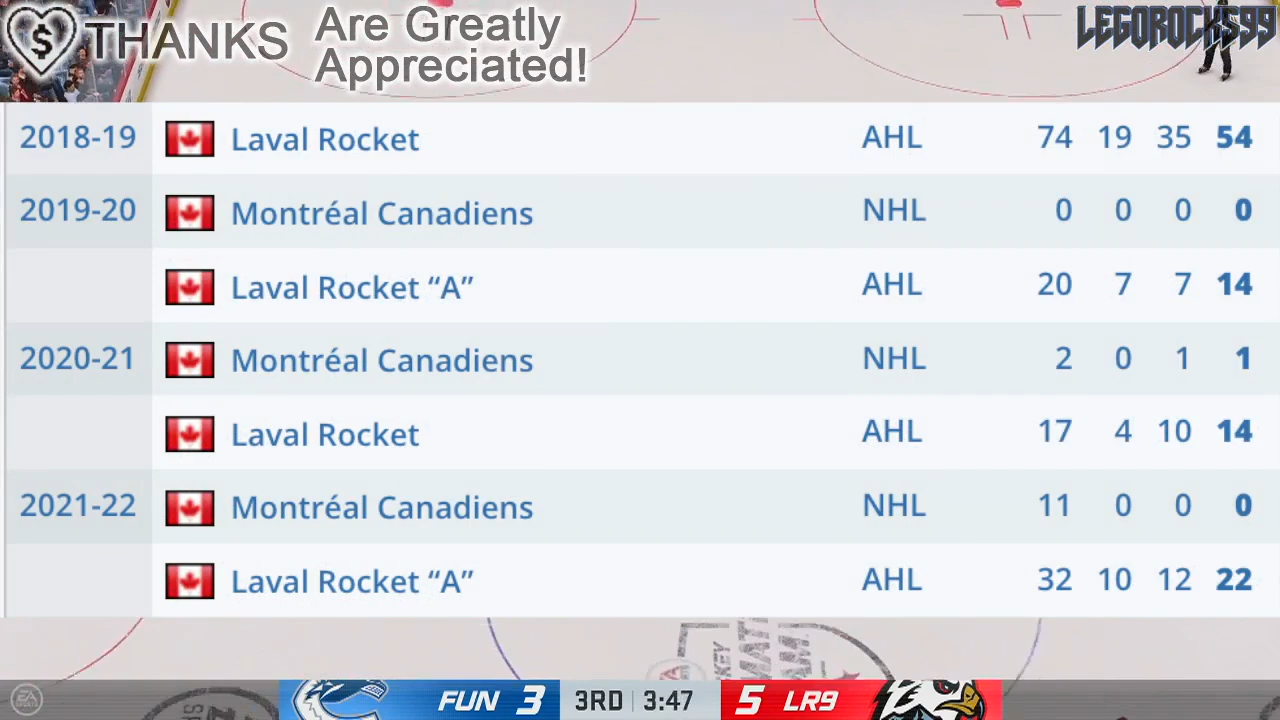 $ THANKS Are Greatly
Appreciated!
LEGOROCKS99
2018-19 Laval Rocket AHL 74 19 35 54
2019-20 Montréal Canadiens NHL 0 0 0 0
Laval Rocket “A” AHL 20 7 7 14
2020-21 Montréal Canadiens NHL 2 0 1 1
Laval Rocket AHL 17 4 10 14
2021-22 Montréal Canadiens NHL 11 0 0 0
Laval Rocket “A” AHL 32 10 12 22
EA SPORTS FUN 3 3RD 3:47 5 LR9